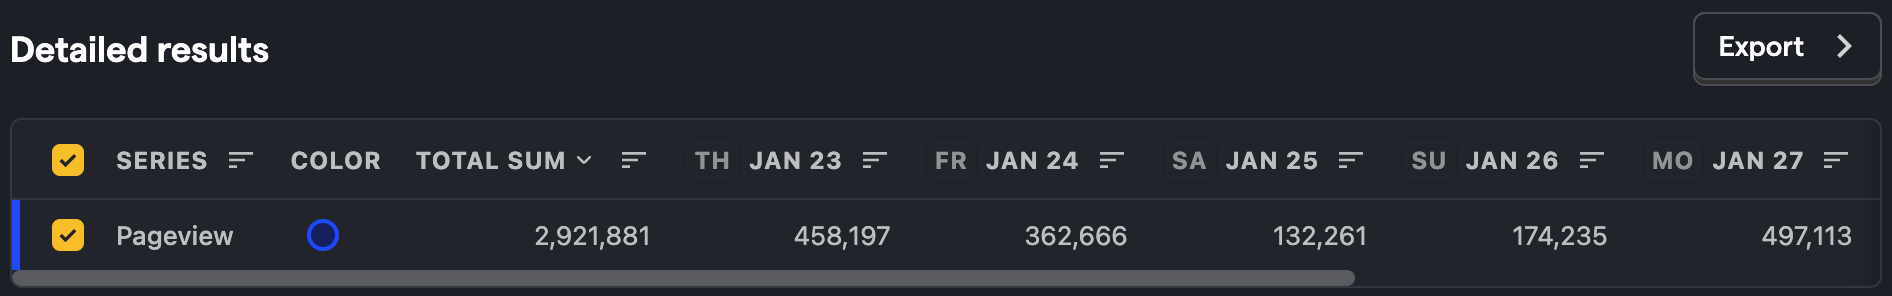 Detailed results
Export
SERIES COLOR TOTAL SUM TH JAN 23 FR JAN 24 SA JAN 25 SU JAN 26 MO JAN 27
Pageview 2,921,881 458,197 362,666 132,261 174,235 497,113